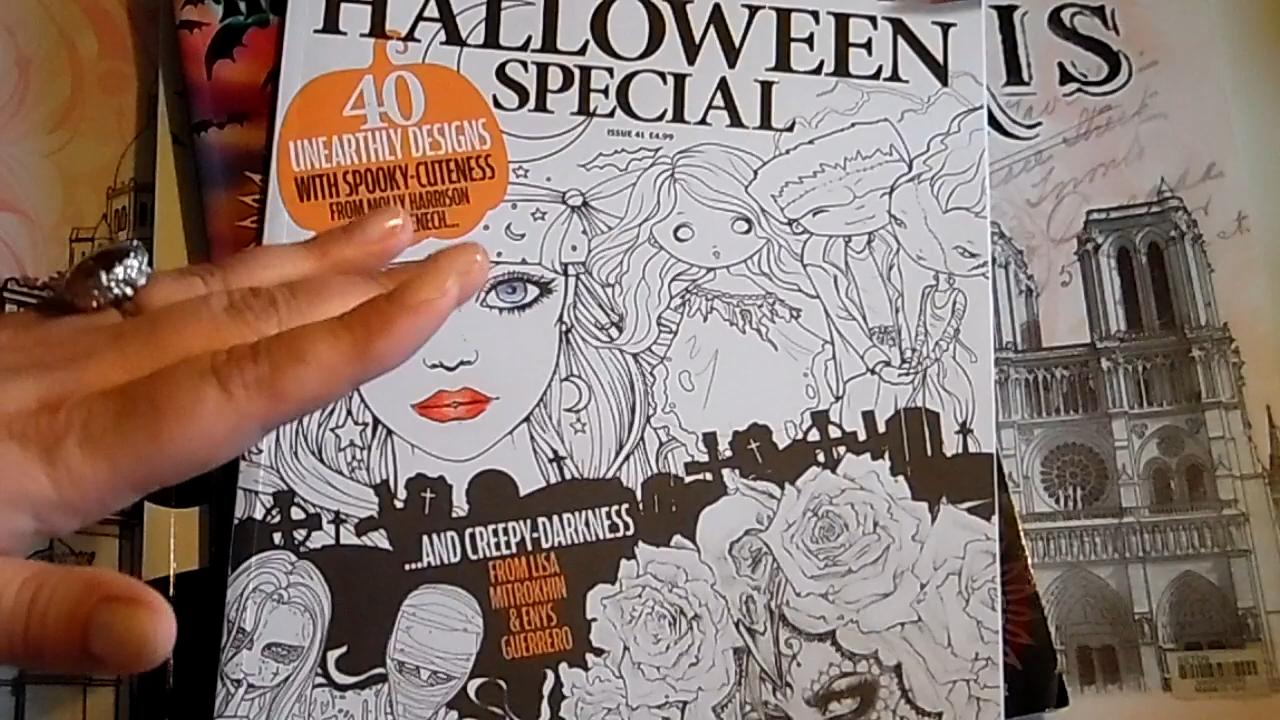 HALLOWEEN
SPECIAL
ISSUE 41 £4.99
40
UNEARTHLY DESIGNS
WITH SPOOKY-CUTENESS
FROM MOLLY HARRISON
NECH...
...AND CREEPY-DARKNESS
FROM LISA
MITROKHIN
& ENYS
GUERRERO
IS